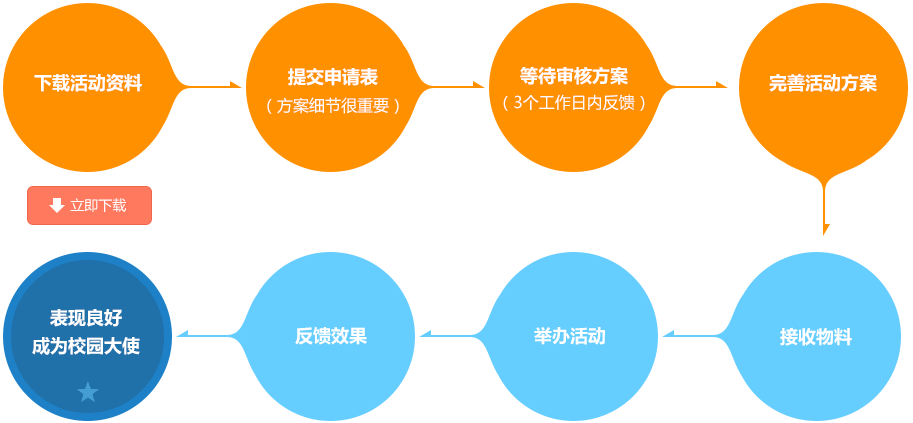 下载活动资料
提交申请表
（方案细节很重要）
等待审核方案
（3个工作日内反馈）
完善活动方案
立即下载
接收物料
举办活动
反馈效果
表现良好
成为校园大使